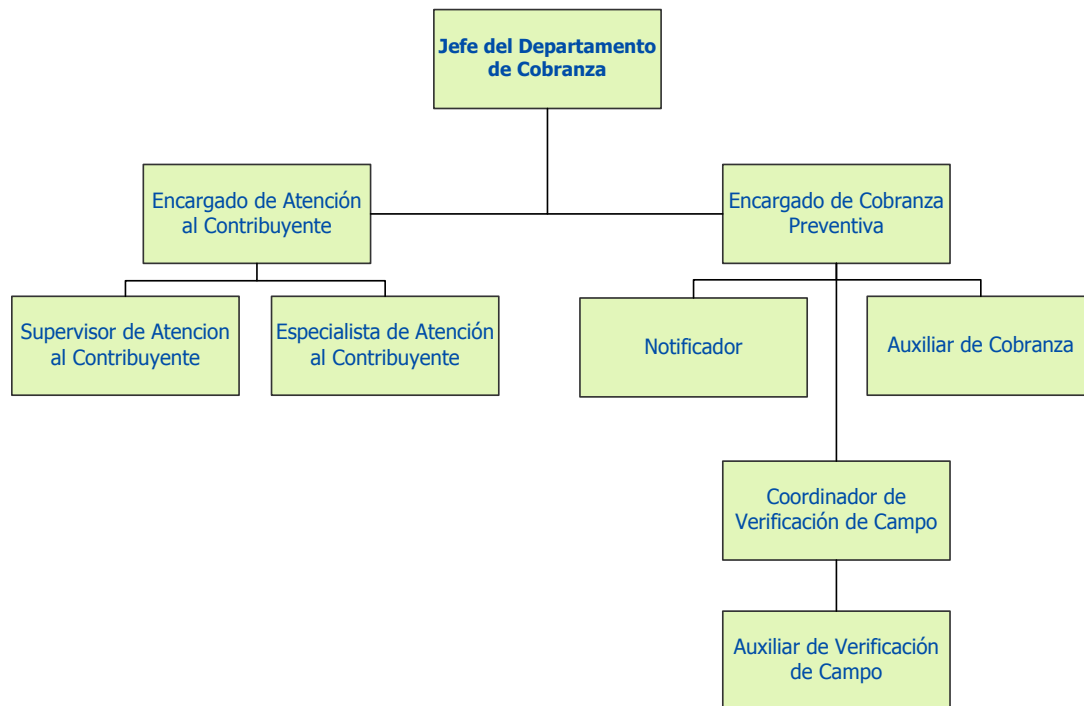 Jefe del Departamento
de Cobranza
Encargado de Atención
al Contribuyente
Encargado de Cobranza
Preventiva
Supervisor de Atencion
al Contribuyente
Especialista de Atención
al Contribuyente
Notificador
Auxiliar de Cobranza
Coordinador de
Verificación de Campo
Auxiliar de Verificación
de Campo